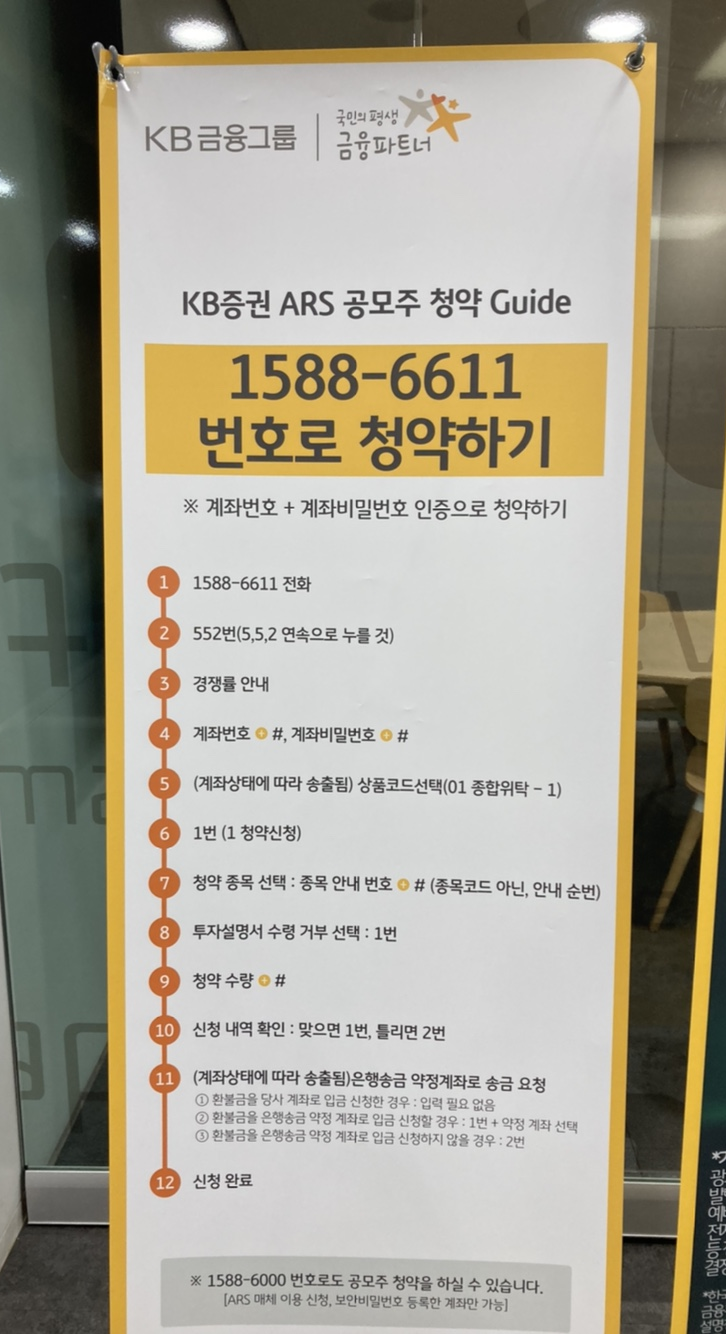 KB 금융그룹
국민의 평생
금융파트너
KB증권 ARS 공모주 청약 Guide
1588-6611
번호로 청약하기
※ 계좌번호 + 계좌비밀번호 인증으로 청약하기
1 1588-6611 전화
2 552번(5,5,2 연속으로 누를 것)
3 경쟁률 안내
4 계좌번호 + #, 계좌비밀번호 + #
5 (계좌상태에 따라 송출됨) 상품코드선택(01 종합위탁 - 1)
6 1번 (1 청약신청)
7 청약 종목 선택 : 종목 안내 번호 + # (종목코드 아닌, 안내 순번)
8 투자설명서 수령 거부 선택 : 1번
9 청약 수량 + #
10 신청 내역 확인 : 맞으면 1번, 틀리면 2번
11 (계좌상태에 따라 송출됨)은행송금 약정계좌로 송금 요청
① 환불금을 당사 계좌로 입금 신청한 경우 : 입력 필요 없음
② 환불금을 은행송금 약정 계좌로 입금 신청할 경우 : 1번 + 약정 계좌 선택
③ 환불금을 은행송금 약정 계좌로 입금 신청하지 않을 경우 : 2번
12 신청 완료
※ 1588-6000 번호로도 공모주 청약을 하실 수 있습니다.
[ARS 매체 이용 신청, 보안비밀번호 등록한 계좌만 가능]